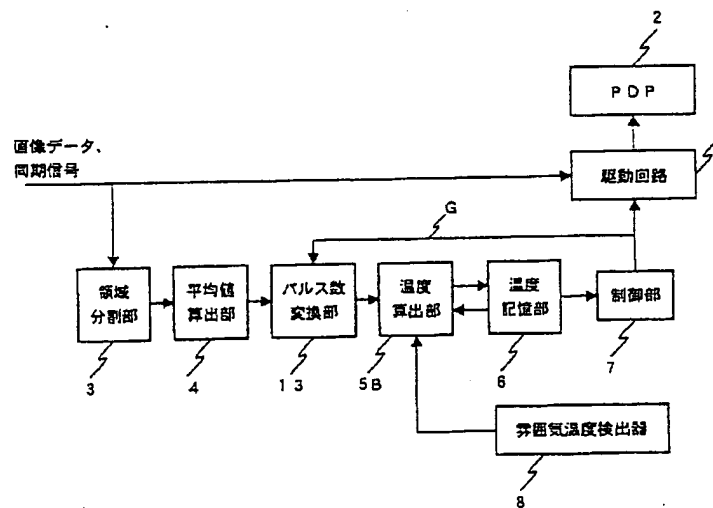 2
PDP
画像データ、
同期信号
駆動回路
G
領域
分割部
平均値
算出部
パルス数
変換部
温度
算出部
温度
記憶部
制御部
3
4
13
5B
6
7
雰囲気温度検出器
8